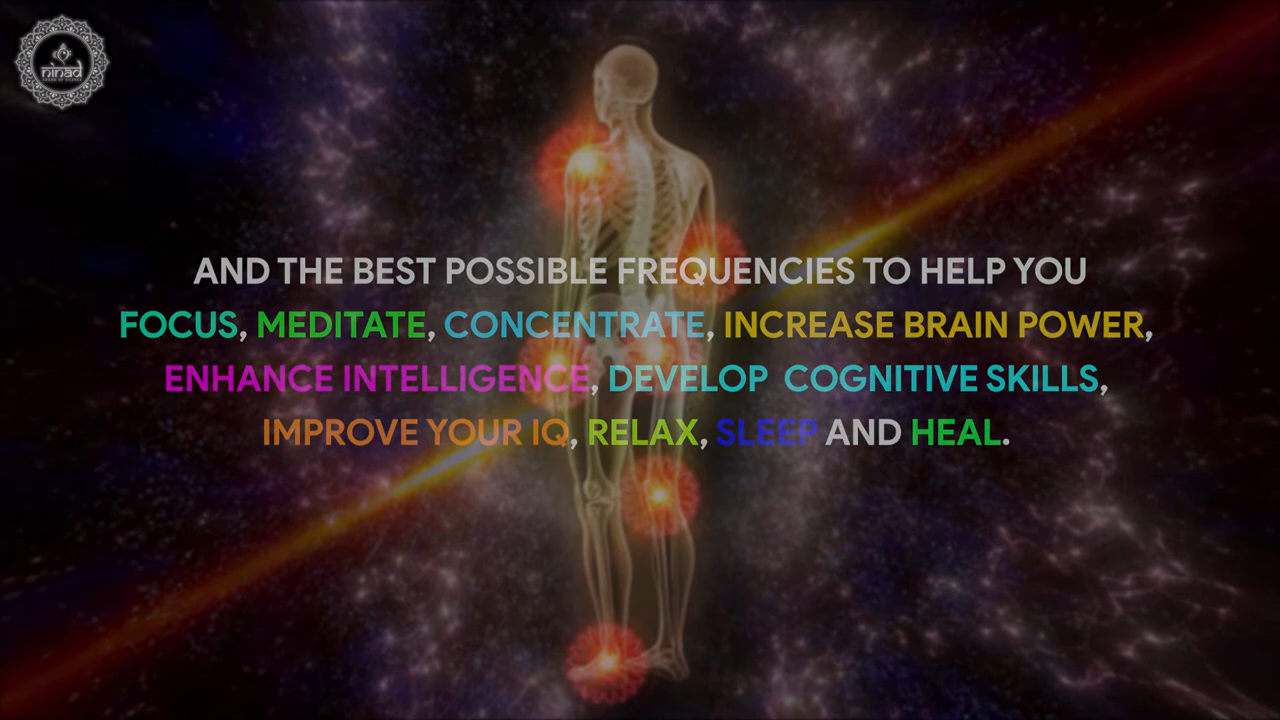 ninad
AND THE BEST POSSIBLE FREQUENCIES TO HELP YOU
FOCUS, MEDITATE, CONCENTRATE, INCREASE BRAIN POWER,
ENHANCE INTELLIGENCE, DEVELOP COGNITIVE SKILLS,
IMPROVE YOUR IQ, RELAX, SLEEP AND HEAL.